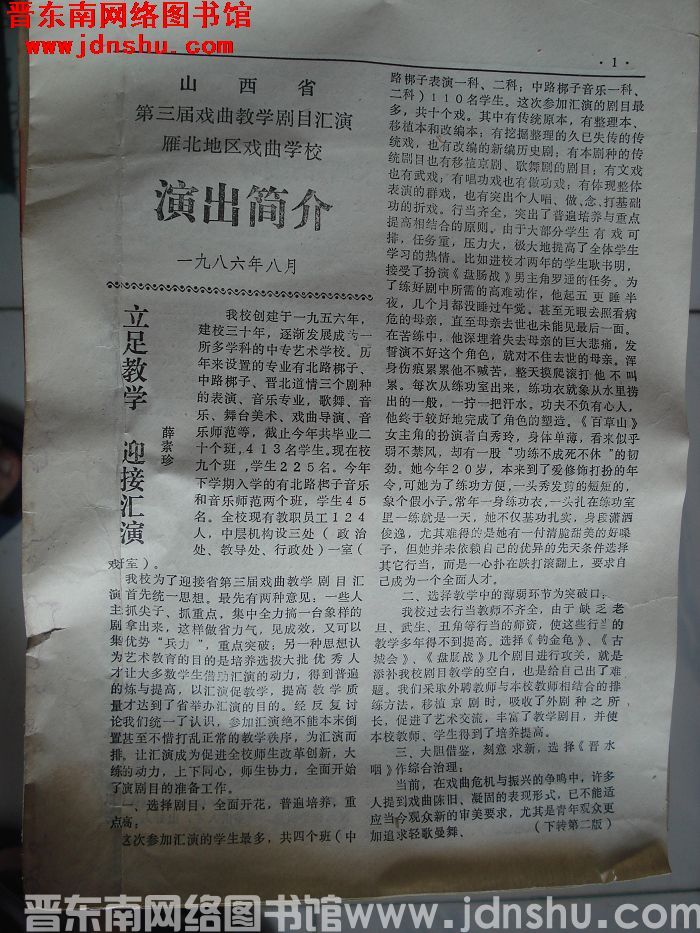 晋东南网络图书馆
www.jdnshu.com
·1·
山西省
第三届戏曲教学剧目汇演
雁北地区戏曲学校
演出简介
一九八六年八月
立足教学 迎接汇演
薛素珍
我校创建于一九五六年，
建校三十年，逐渐发展成为一
所多学科的中专艺术学校。历
年来设置的专业有北路梆子、
中路梆子、晋北道情三个剧种
的表演、音乐专业，歌舞、音
乐、舞台美术、戏曲导演、音
乐师范等，截止今年共毕业二
十个班，413名学生。现在校
九个班，学生225名。今年
下学期入学的有北路梆子音乐
和音乐师范两个班，学生45
名。全校现有教职员工124
人，中层机构设三处（政治
处、教导处、行政处）一室（
戏室）。
我校为了迎接省第三届戏曲教学剧目汇
演首先统一思想。最先有两种意见：一些人
主抓尖子、抓重点，集中全力搞一台象样的
剧拿出来，这样做省力气，见成效，又可以
集优势“兵力”，重点突破；另一种思想认
为艺术教育的目的是培养选拔大批优秀人
才让大多数学生借助汇演的动力，得到普遍
的炼与提高，以汇演促教学，提高教学质
量才达到了省举办汇演的目的。经反复讨
论我们统一了认识，参加汇演绝不能本末倒
置甚至不惜打乱正常的教学秩序，为汇演而
排，让汇演成为促进全校师生改革创新，大
练的动力，上下同心，师生协力，全面开始
了演剧目的准备工作。
一、选择剧目，全面开花，普遍培养，重
点高；
这次参加汇演的学生最多，共四个班（中
路梆子表演一科、二科；中路梆子音乐一科、
二科）110名学生。这次参加汇演的剧目最
多，共十个戏。其中有传统原本，有整理本、
移植本和改编本；有挖掘整理的久已失传的传
统戏，也有改编的新编历史剧；有本剧种的传
统剧目也有移植京剧、歌舞剧的剧目；有文戏
也有武戏；有唱功戏也有做功戏；有体现整体
表演的群戏，也有突出个人唱、做、念、打基础
功的折戏。行当齐全，突出了普遍培养与重点
提高相结合的原则。由于大部分学生有戏可
排，任务重，压力大，极大地提高了全体学生
学习的热情。比如进校才两年的学生耿书明，
接受了扮演《盘肠战》男主角罗通的任务。为
了练好剧中所需的高难动作，他起五更睡半
夜，几个月都没睡过午觉。甚至无暇去照看病
危的母亲，直至母亲去世也未能见最后一面。
在苦练中，他深埋着失去母亲的巨大悲痛，发
誓演不好这个角色，就对不住去世的母亲。浑
身伤痕累累他不喊苦，整天摸爬滚打他不叫
累。每次从练功室出来，练功衣就象从水里捞
出的一般，一拧一把汗水。功夫不负有心人，
他终于较好地完成了角色的塑造。《百草山》
女主角的扮演者白秀玲，身体单薄，看来似乎
弱不禁风，却有一股“功练不成死不休”的韧
劲。她今年20岁，本来到了爱修饰打扮的年
令，可她为了练功方便，一头秀发剪的短短的，
象个假小子。常年一身练功衣，一头扎在练功室
里一练就是一天，她不仅基功扎实，身段潇洒
俊逸，尤其难得的是她有一付清脆甜美的好嗓
子，但她并未依赖自己的优异的先天条件选择
其它行当，而是一心扑在跌打滚翻上，要求自
己成为一个全面人才。
二、选择教学中的薄弱环节为突破口；
我校过去行当教师不齐全，由于缺乏老
旦、武生、丑角等行当的师资，使这些行当的
教学多年得不到提高。选择《钓金龟》、《古
城会》、《盘肠战》几个剧目进行攻关，就是
添补我校剧目教学的空白，也是给自己出了难
题。我们采取外聘教师与本校教师相结合的排
练方法，移植京剧时，吸收了外剧种之所
长，促进了艺术交流，丰富了教学剧目，并使
本校教师、学生得到了培养提高。
三、大胆借鉴，刻意求新，选择《晋水
咽》作综合治理；
当前，在戏曲危机与振兴的争鸣中，许多
人提到戏曲陈旧、凝固的表现形式，已不能适
应当今观众新的审美要求，尤其是青年观众更
加追求轻歌曼舞、
（下转第二版）
晋东南网络图书馆 www.jdnshu.com